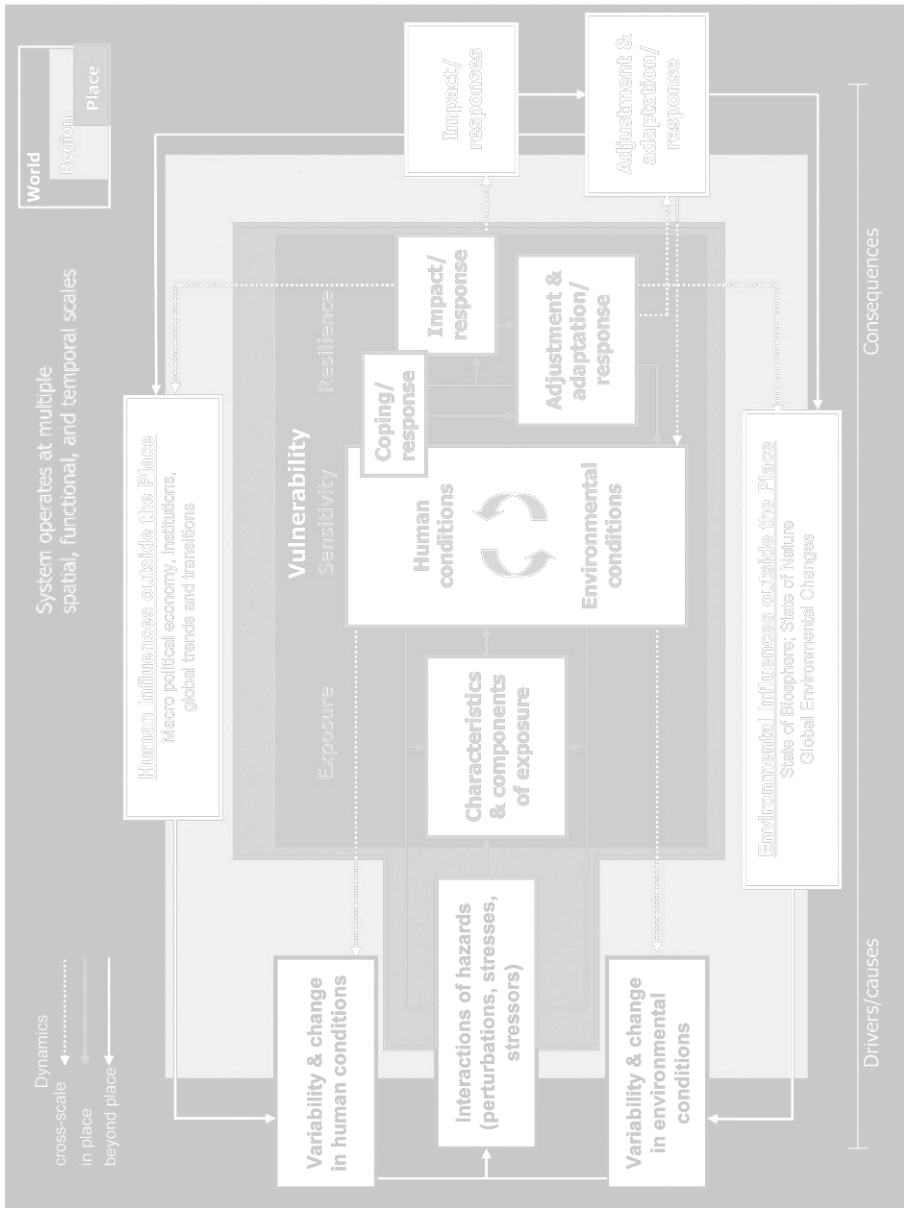 Dynamics
cross-scale
in place
beyond place
System operates at multiple
spatial, functional, and temporal scales
World
Region
Place
Human Influences outside the Place
Macro political economy, institutions,
global trends and transitions
Variability & change
in human conditions
Interactions of hazards
(perturbations, stresses,
stressors)
Variability & change
in environmental
conditions
Vulnerability
Exposure
Sensitivity
Resilience
Characteristics
& components
of exposure
Human
conditions
Environmental
conditions
Coping/
response
Impact/
response
Adjustment &
adaptation/
response
Impact/
responses
Adjustment &
adaptation/
response
Environmental Influences outside the Place
State of Biosphere; State of Nature
Global Environmental Changes
Drivers/causes
Consequences